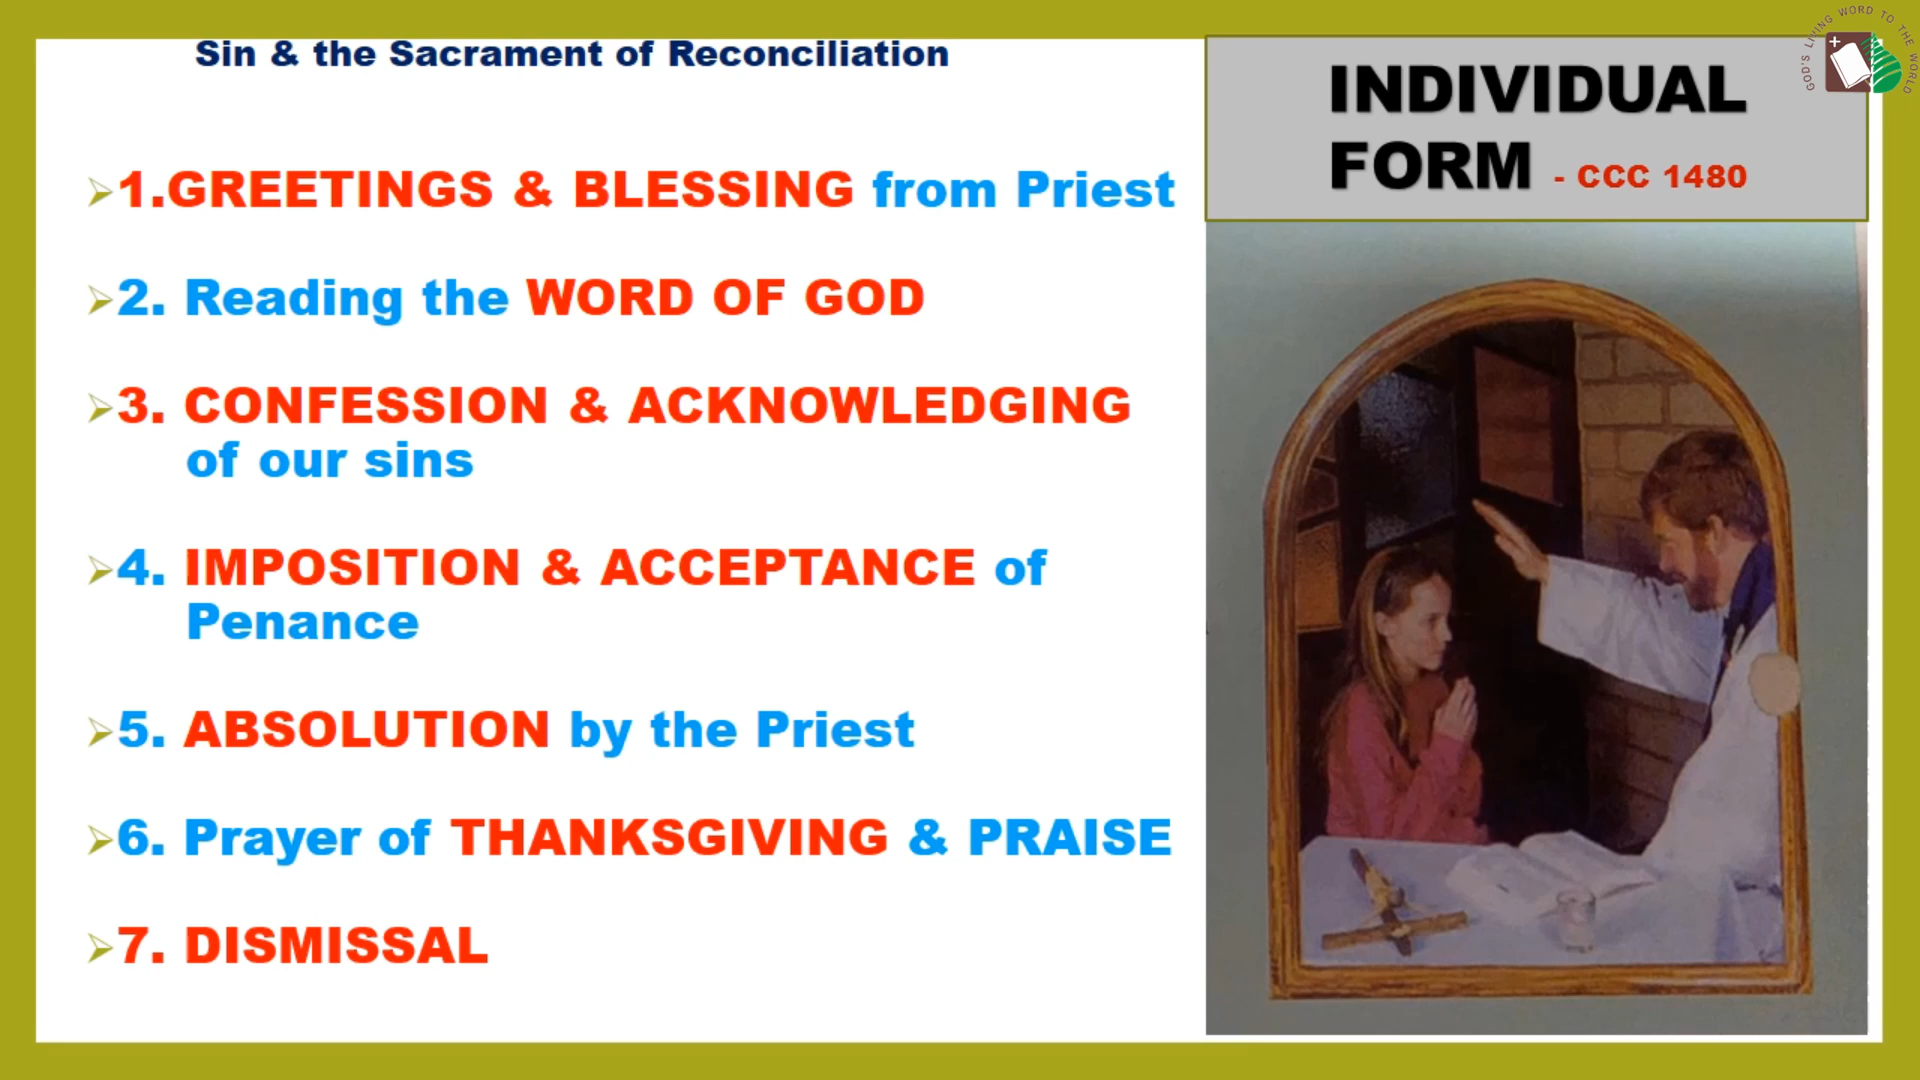 Sin & the Sacrament of Reconciliation
INDIVIDUAL
FORM - CCC 1480
GOD'S LIVING WORD TO THE WORLD
1.GREETINGS & BLESSING from Priest
2. Reading the WORD OF GOD
3. CONFESSION & ACKNOWLEDGING
of our sins
4. IMPOSITION & ACCEPTANCE of
Penance
5. ABSOLUTION by the Priest
6. Prayer of THANKSGIVING & PRAISE
7. DISMISSAL